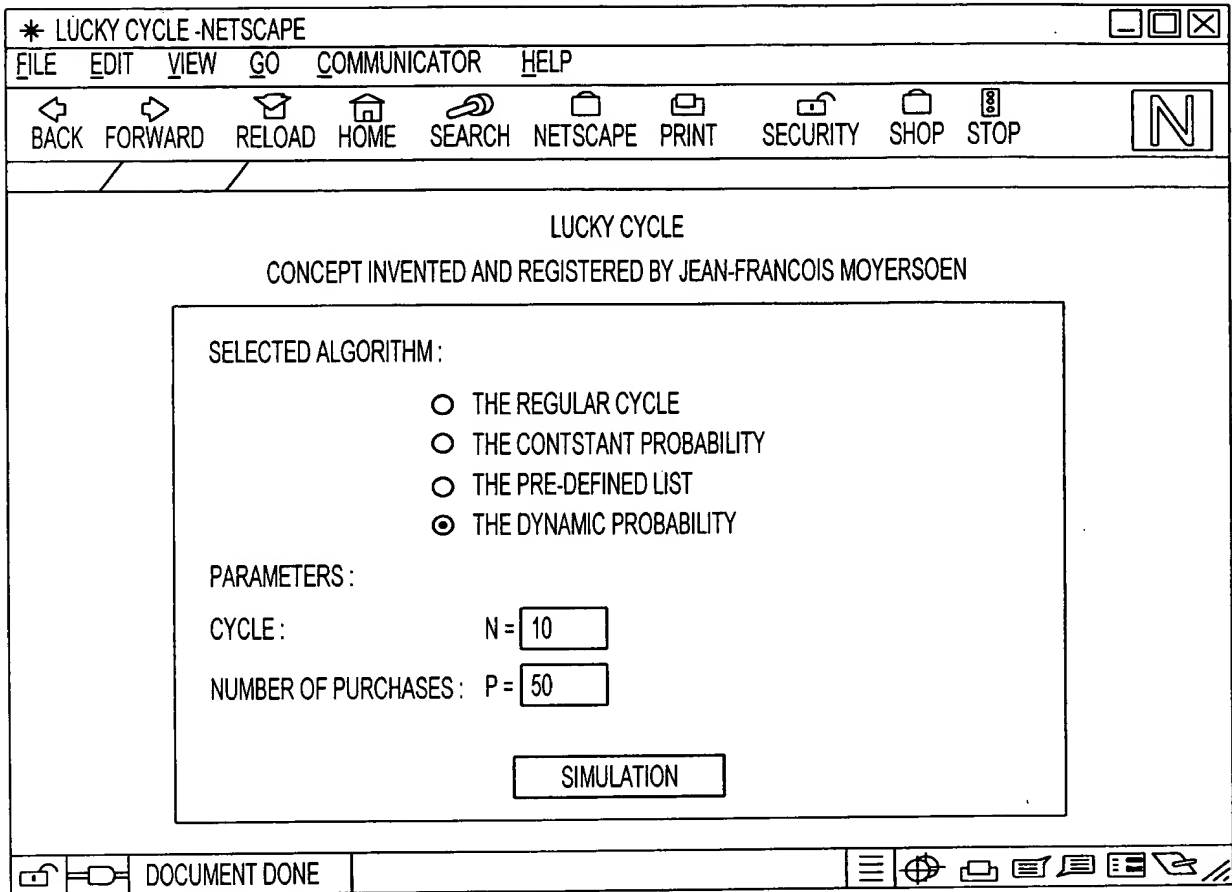 LUCKY CYCLE -NETSCAPE
FILE EDIT VIEW GO COMMUNICATOR HELP
BACK FORWARD RELOAD HOME SEARCH NETSCAPE PRINT SECURITY SHOP STOP N
LUCKY CYCLE
CONCEPT INVENTED AND REGISTERED BY JEAN-FRANCOIS MOYERSOEN
SELECTED ALGORITHM :
THE REGULAR CYCLE
THE CONTSTANT PROBABILITY
THE PRE-DEFINED LIST
THE DYNAMIC PROBABILITY
PARAMETERS :
CYCLE : N = 10
NUMBER OF PURCHASES : P = 50
SIMULATION
DOCUMENT DONE